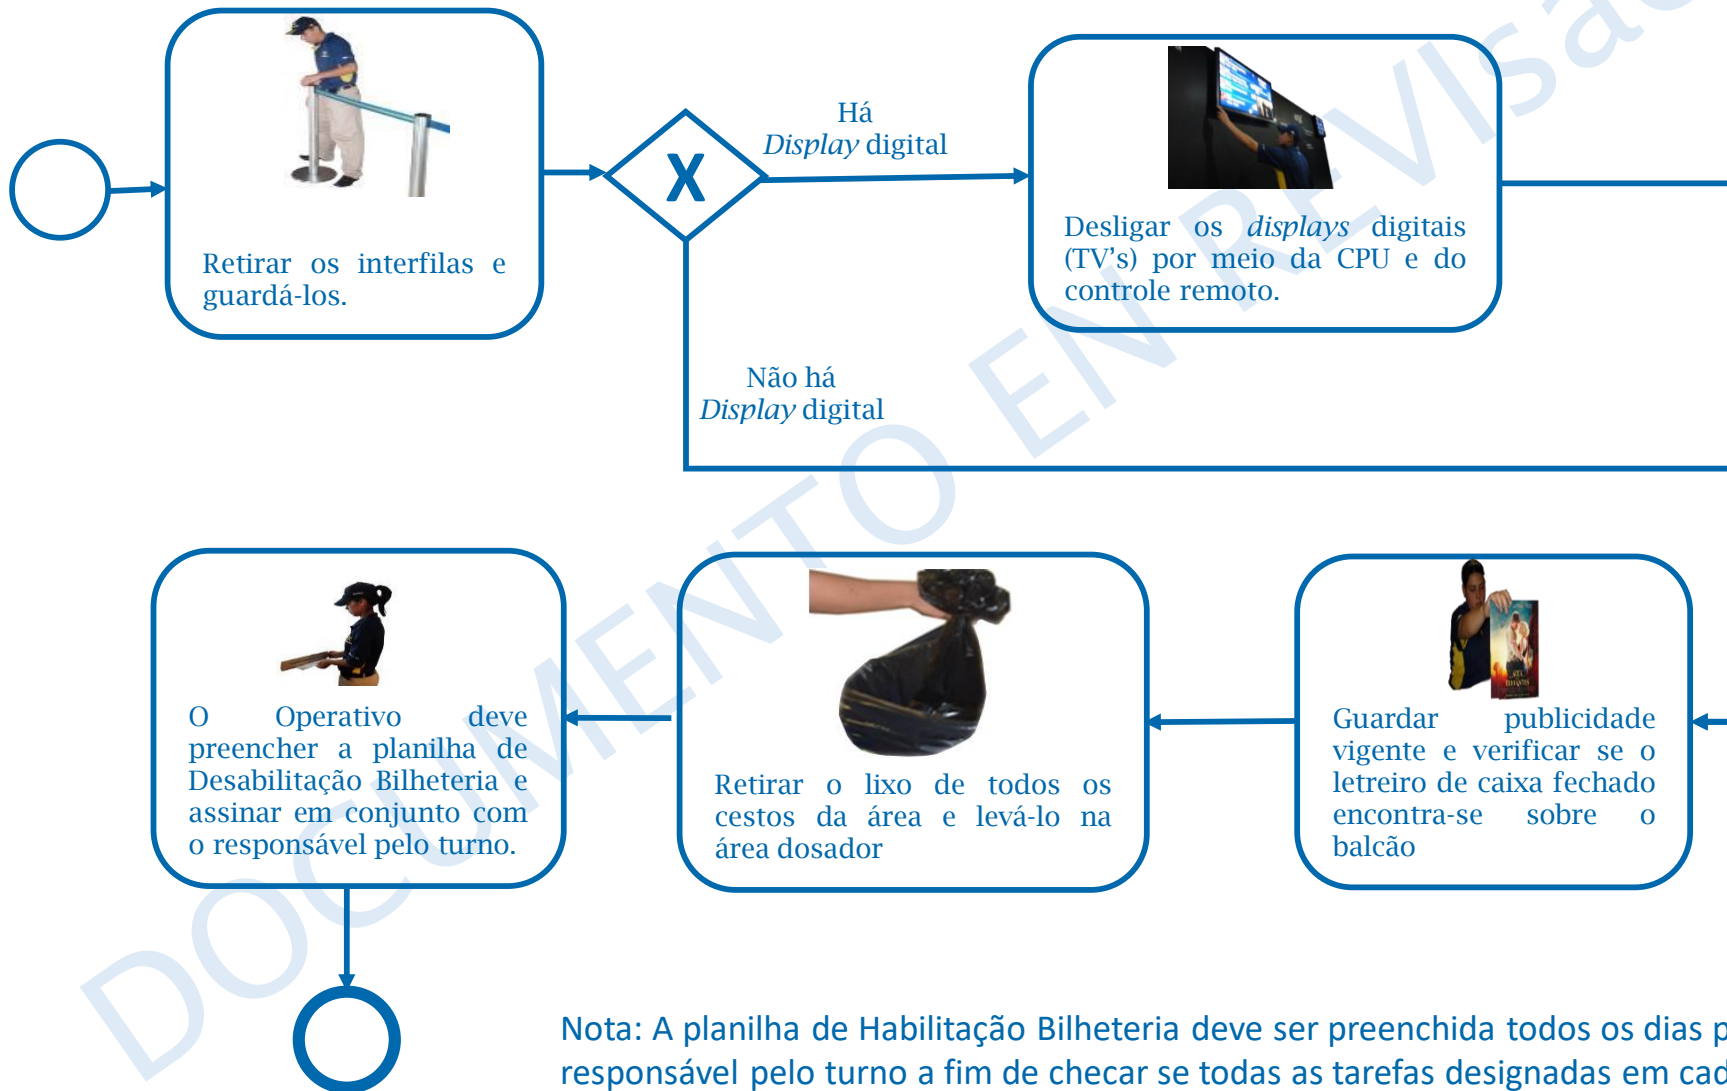 Há
Display digital
X
Retirar os interfilas e
guardá-los.
Desligar os displays digitais
(TV's) por meio da CPU e do
controle remoto.
Não há
Display digital
O Operativo deve
preencher a planilha de
Desabilitação Bilheteria e
assinar em conjunto com
o responsável pelo turno.
Retirar o lixo de todos os
cestos da área e levá-lo na
área dosador
Guardar publicidade
vigente e verificar se o
letreiro de caixa fechado
encontra-se sobre o
balcão
Nota: A planilha de Habilitação Bilheteria deve ser preenchida todos os dias
responsável pelo turno a fim de checar se todas as tarefas designadas em
DOCUMENTO EN REVISa